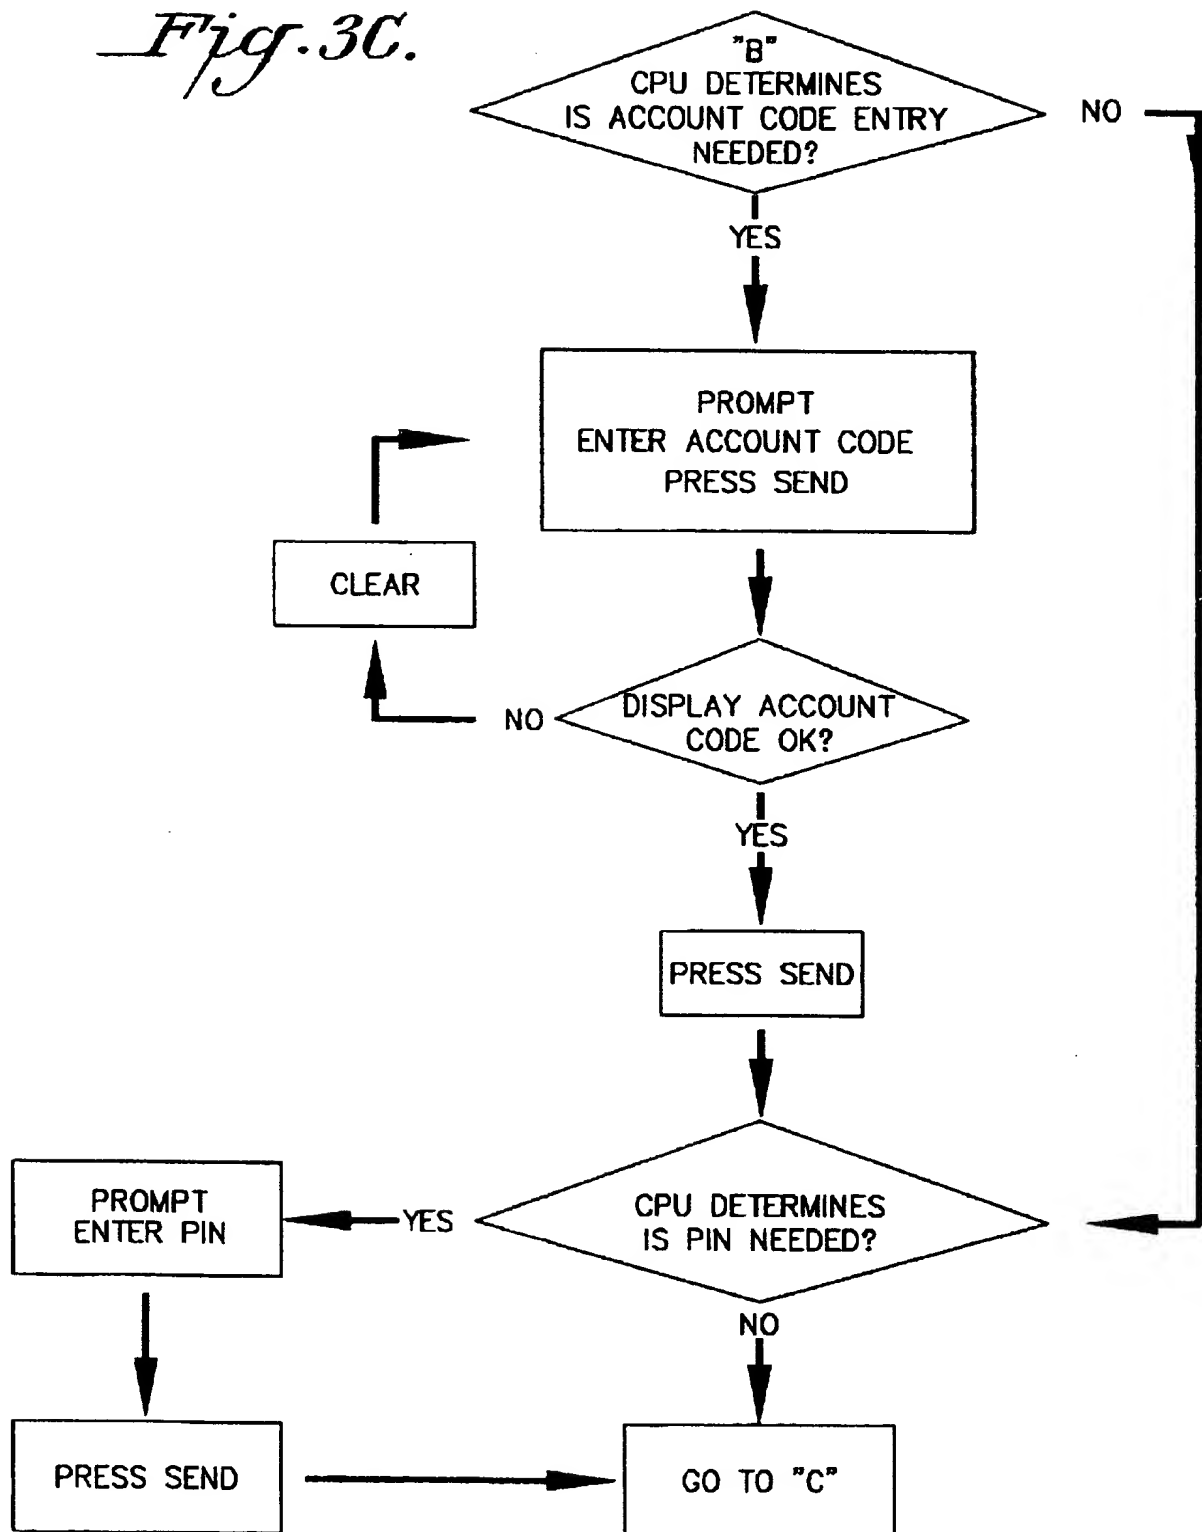 Fig. 3C.
"B"
CPU DETERMINES
IS ACCOUNT CODE ENTRY
NEEDED?
NO
YES
PROMPT
ENTER ACCOUNT CODE
PRESS SEND
CLEAR
DISPLAY ACCOUNT
CODE OK?
NO
YES
PRESS SEND
CPU DETERMINES
IS PIN NEEDED?
YES
PROMPT
ENTER PIN
NO
PRESS SEND
GO TO "C"